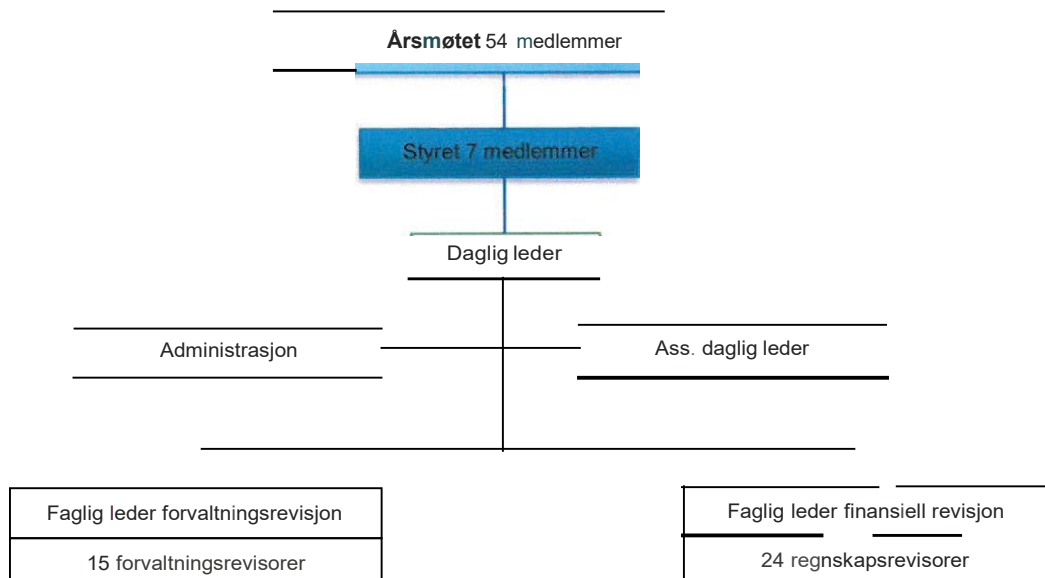 Årsmøtet 54 medlemmer
Styret 7 medlemmer
Daglig leder
Administrasjon
Ass. daglig leder
Faglig leder forvaltningsrevisjon
15 forvaltningsrevisorer
Faglig leder finansiell revisjon
24 regnskapsrevisorer